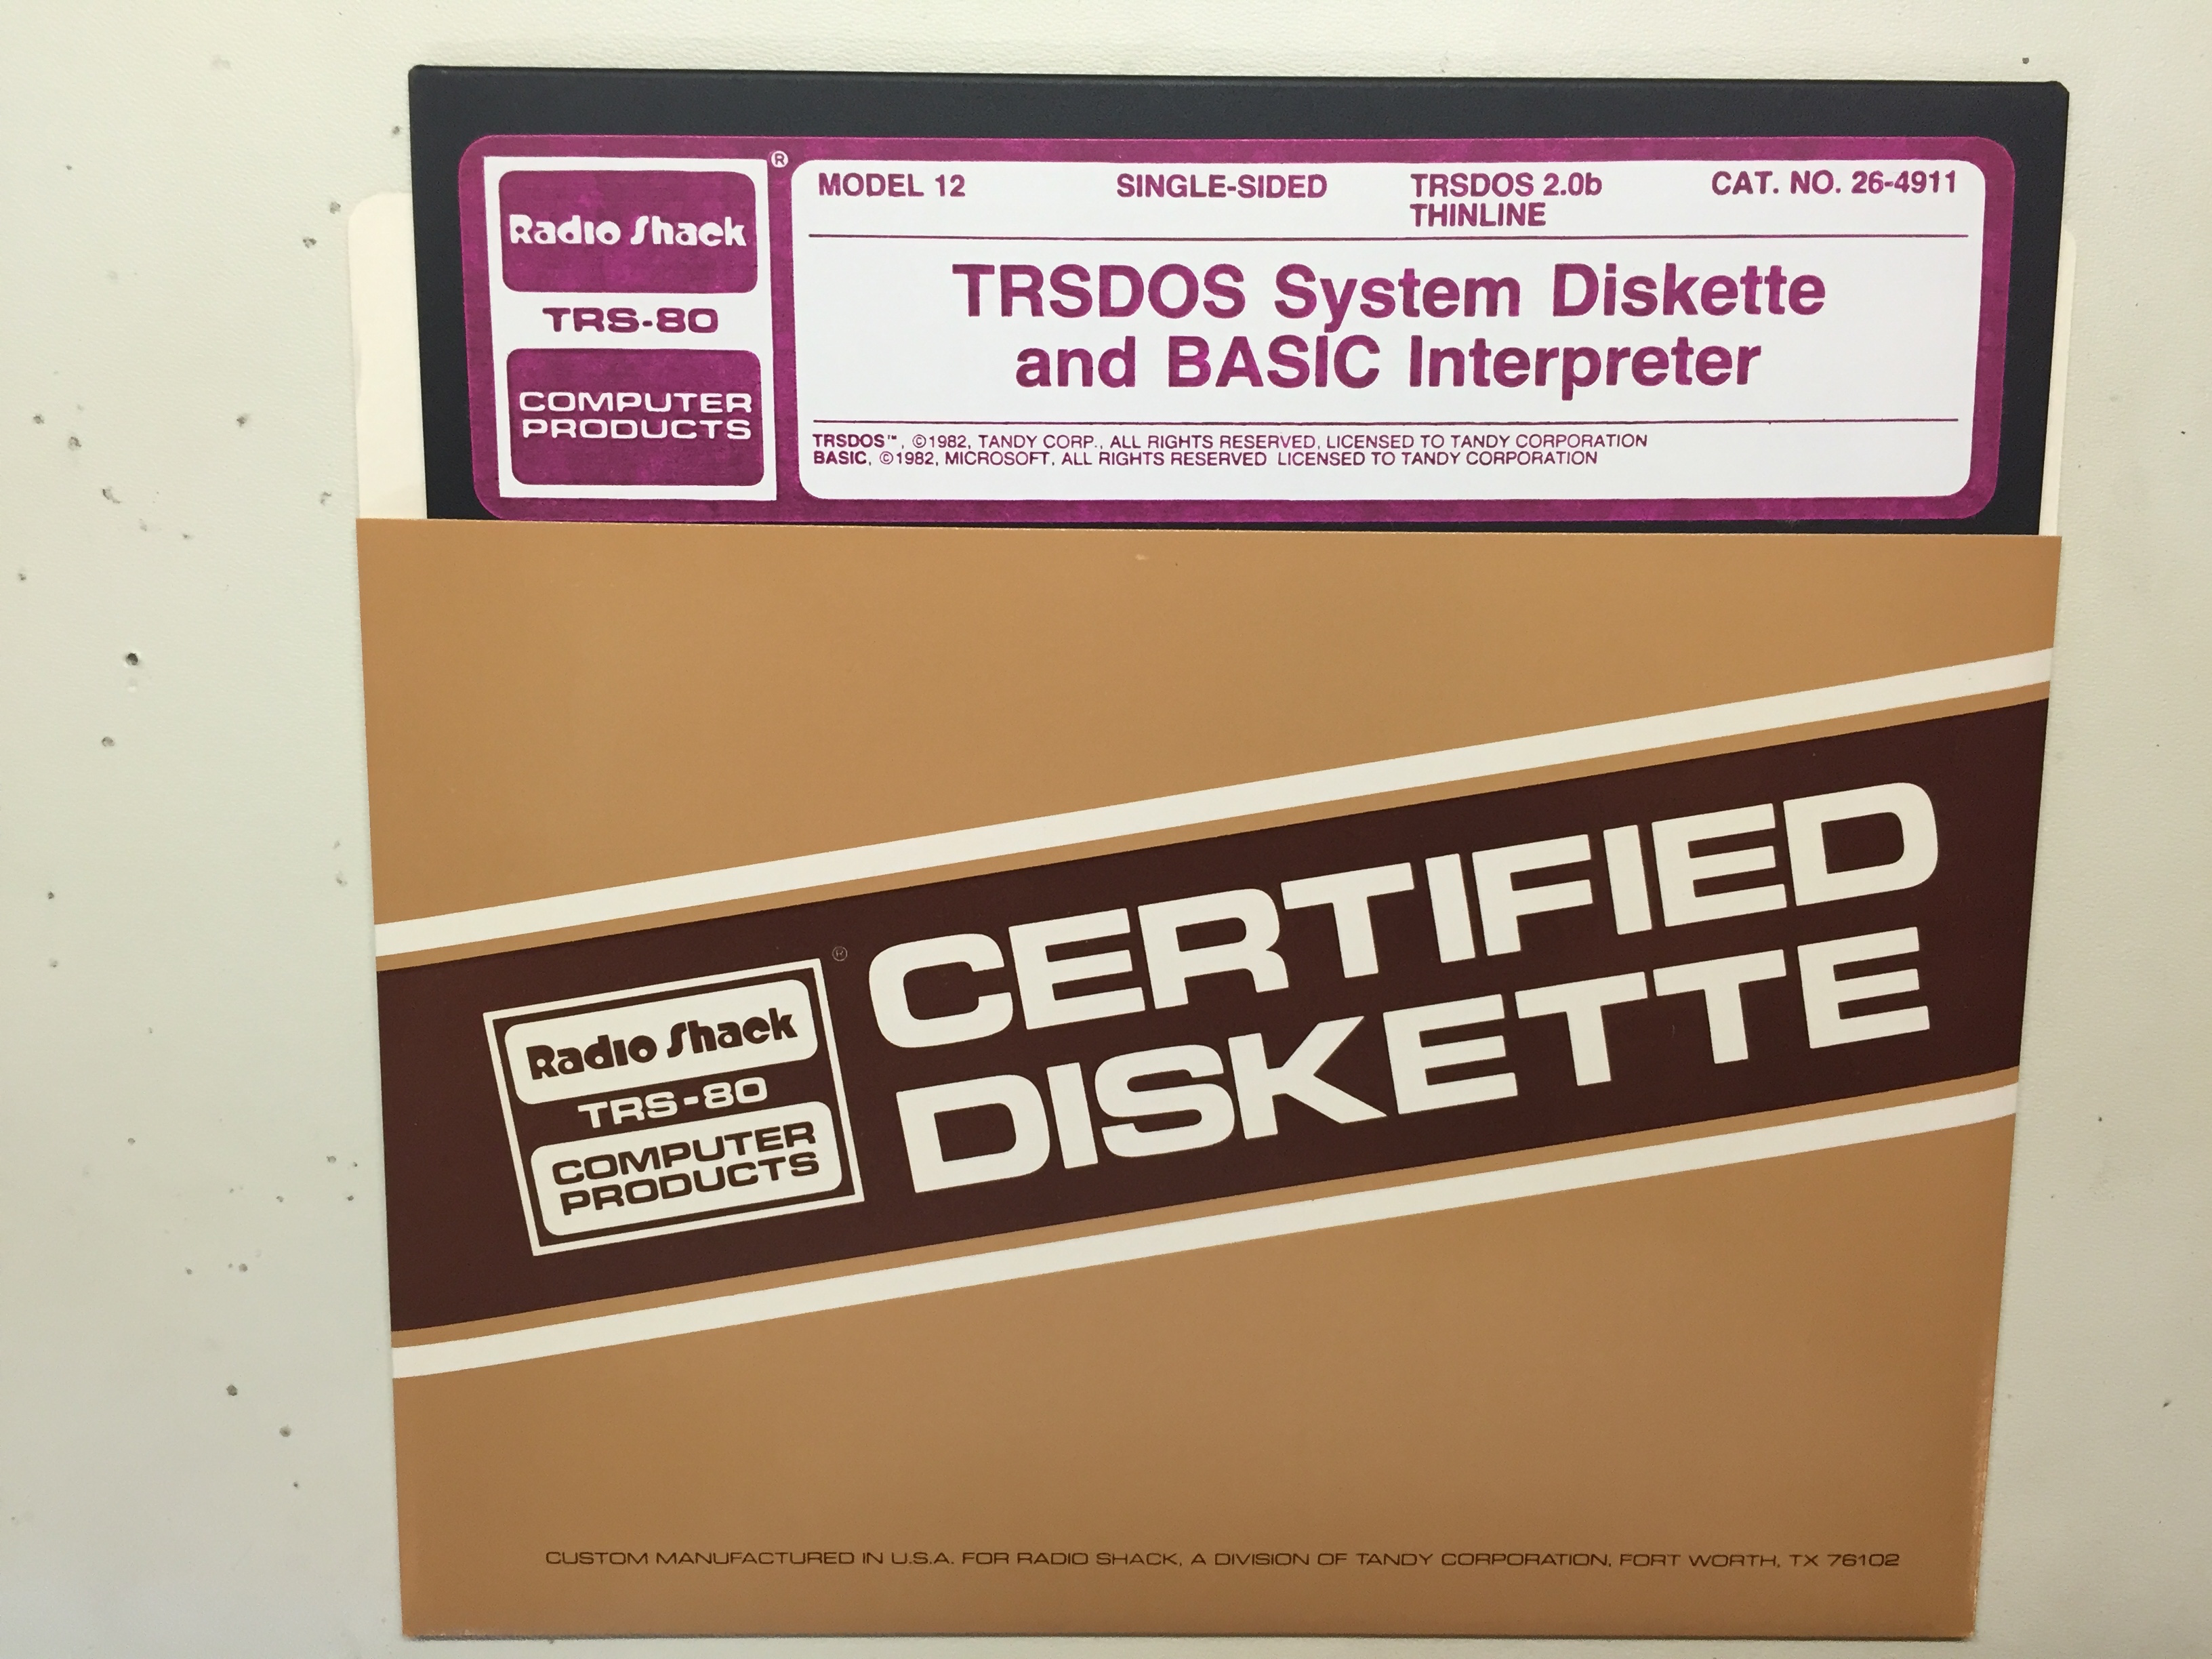 Radio Shack ®
TRS-80
COMPUTER
PRODUCTS
MODEL 12 SINGLE-SIDED TRSDOS 2.0b CAT. NO. 26-4911
THINLINE
TRSDOS System Diskette
and BASIC Interpreter
TRSDOS™, ©1982, TANDY CORP., ALL RIGHTS RESERVED, LICENSED TO TANDY CORPORATION
BASIC, ©1982, MICROSOFT, ALL RIGHTS RESERVED LICENSED TO TANDY CORPORATION
Radio Shack ®
TRS-80
COMPUTER
PRODUCTS
CERTIFIED
DISKETTE
CUSTOM MANUFACTURED IN U.S.A. FOR RADIO SHACK, A DIVISION OF TANDY CORPORATION, FORT WORTH, TX 76102